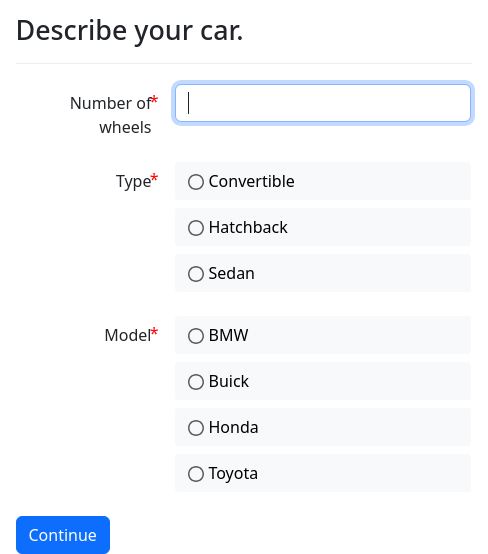 Describe your car.
Number of*
wheels
Type*
Convertible
Hatchback
Sedan
Model*
BMW
Buick
Honda
Toyota
Continue